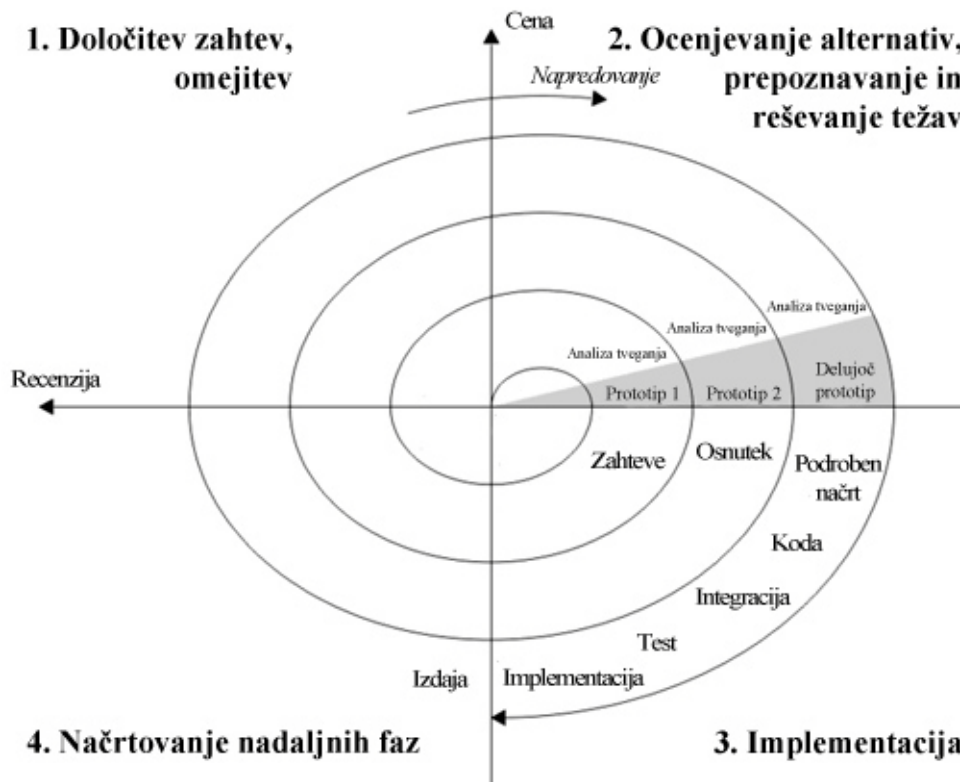 Cena
1. Določitev zahtev,
omejitev
2. Ocenjevanje alternativ,
prepoznavanje in
reševanje težav
Napredovanje
Analiza tveganja
Analiza tveganja
Analiza tveganja
Recenzija
Prototip 1
Prototip 2
Delujoč
prototip
Zahteve
Osnutek
Podroben
načrt
Koda
Integracija
Test
Izdaja
Implementacija
4. Načrtovanje nadaljnih faz
3. Implementacija